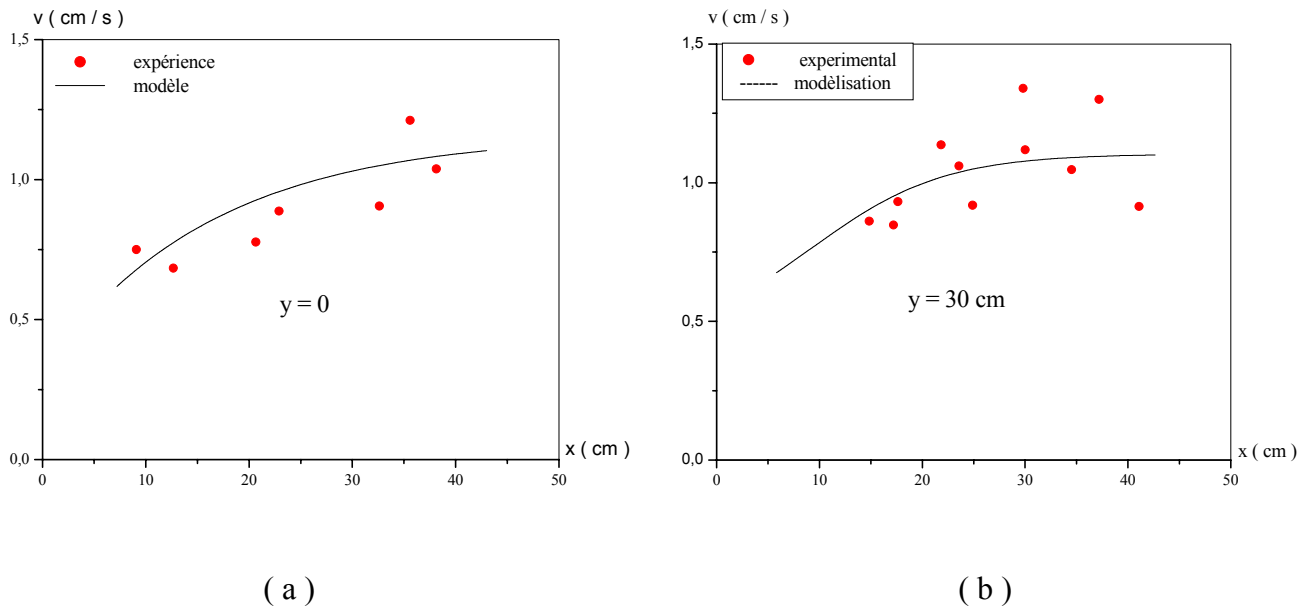 v ( cm / s )
1,5
1,0
0,5
0,0
expérience
modèle
y = 0
x ( cm )
0 10 20 30 40 50
( a )
v ( cm / s )
1,5
1,0
0,5
0,0
experimental
modèlisation
y = 30 cm
x ( cm )
0 10 20 30 40 50
( b )